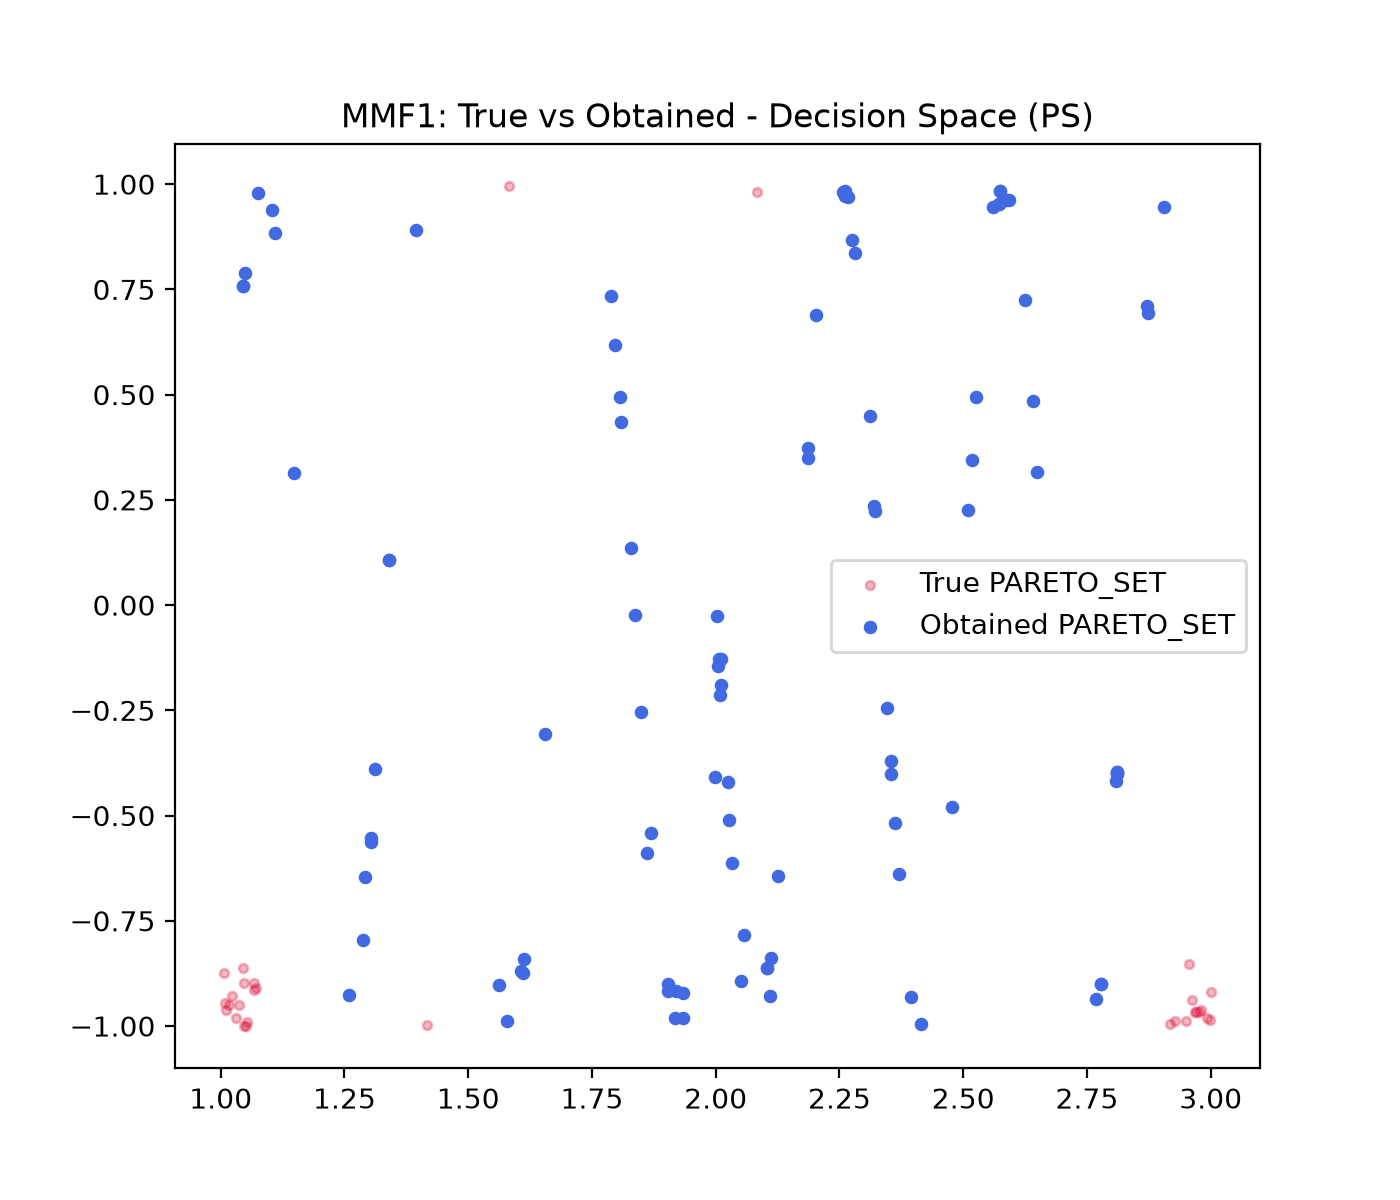 MMF1: True vs Obtained - Decision Space (PS)
1.00
0.75
0.50
0.25
0.00
−0.25
−0.50
−0.75
−1.00
True PARETO_SET
Obtained PARETO_SET
1.00 1.25 1.50 1.75 2.00 2.25 2.50 2.75 3.00